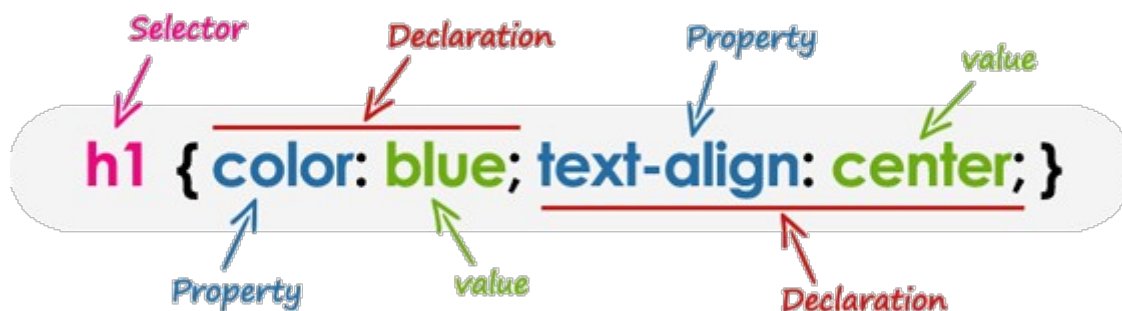 Selector
Declaration
Property
value
h1 { color: blue; text-align: center; }
Property
value
Declaration